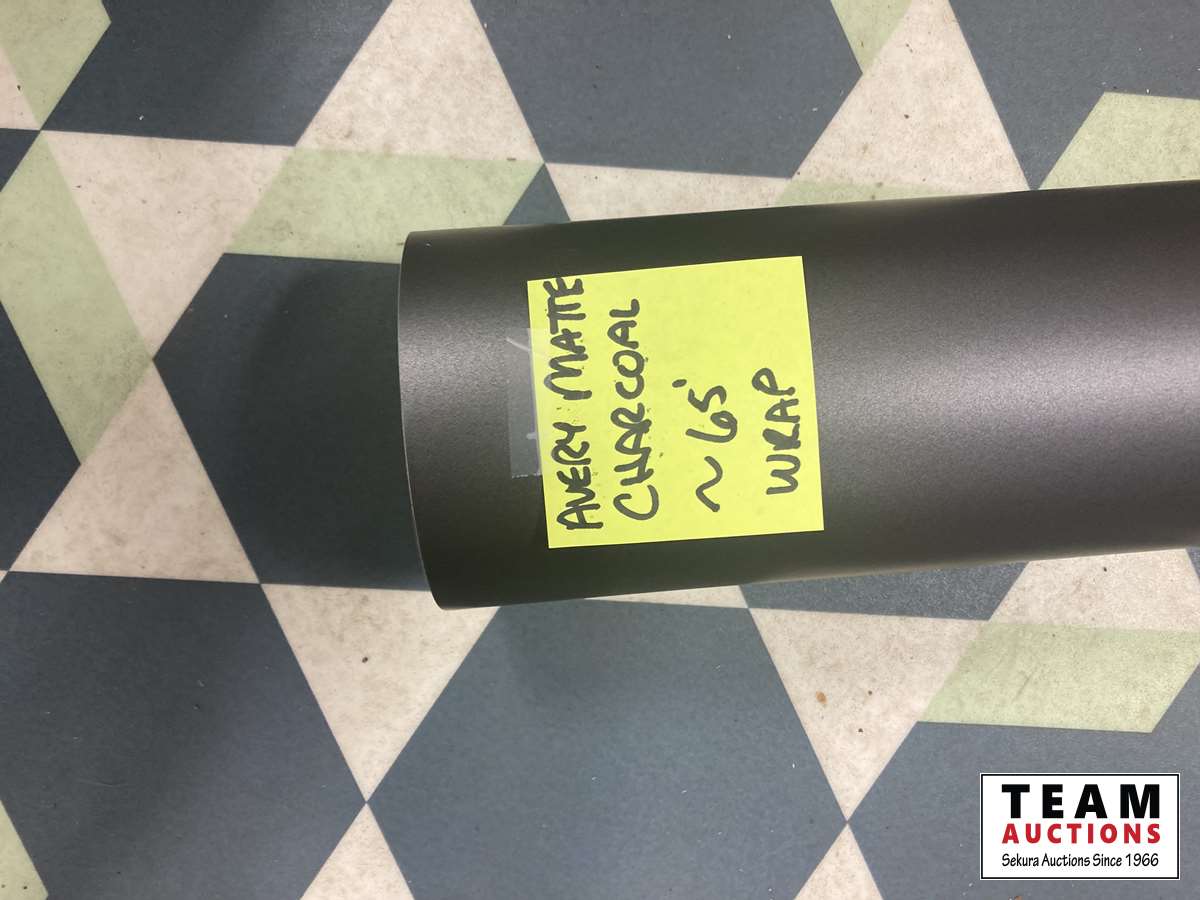 AVERY MATTE
CHARCOAL
~65'
WRAP
TEAM
AUCTIONS
Sekura Auctions Since 1966